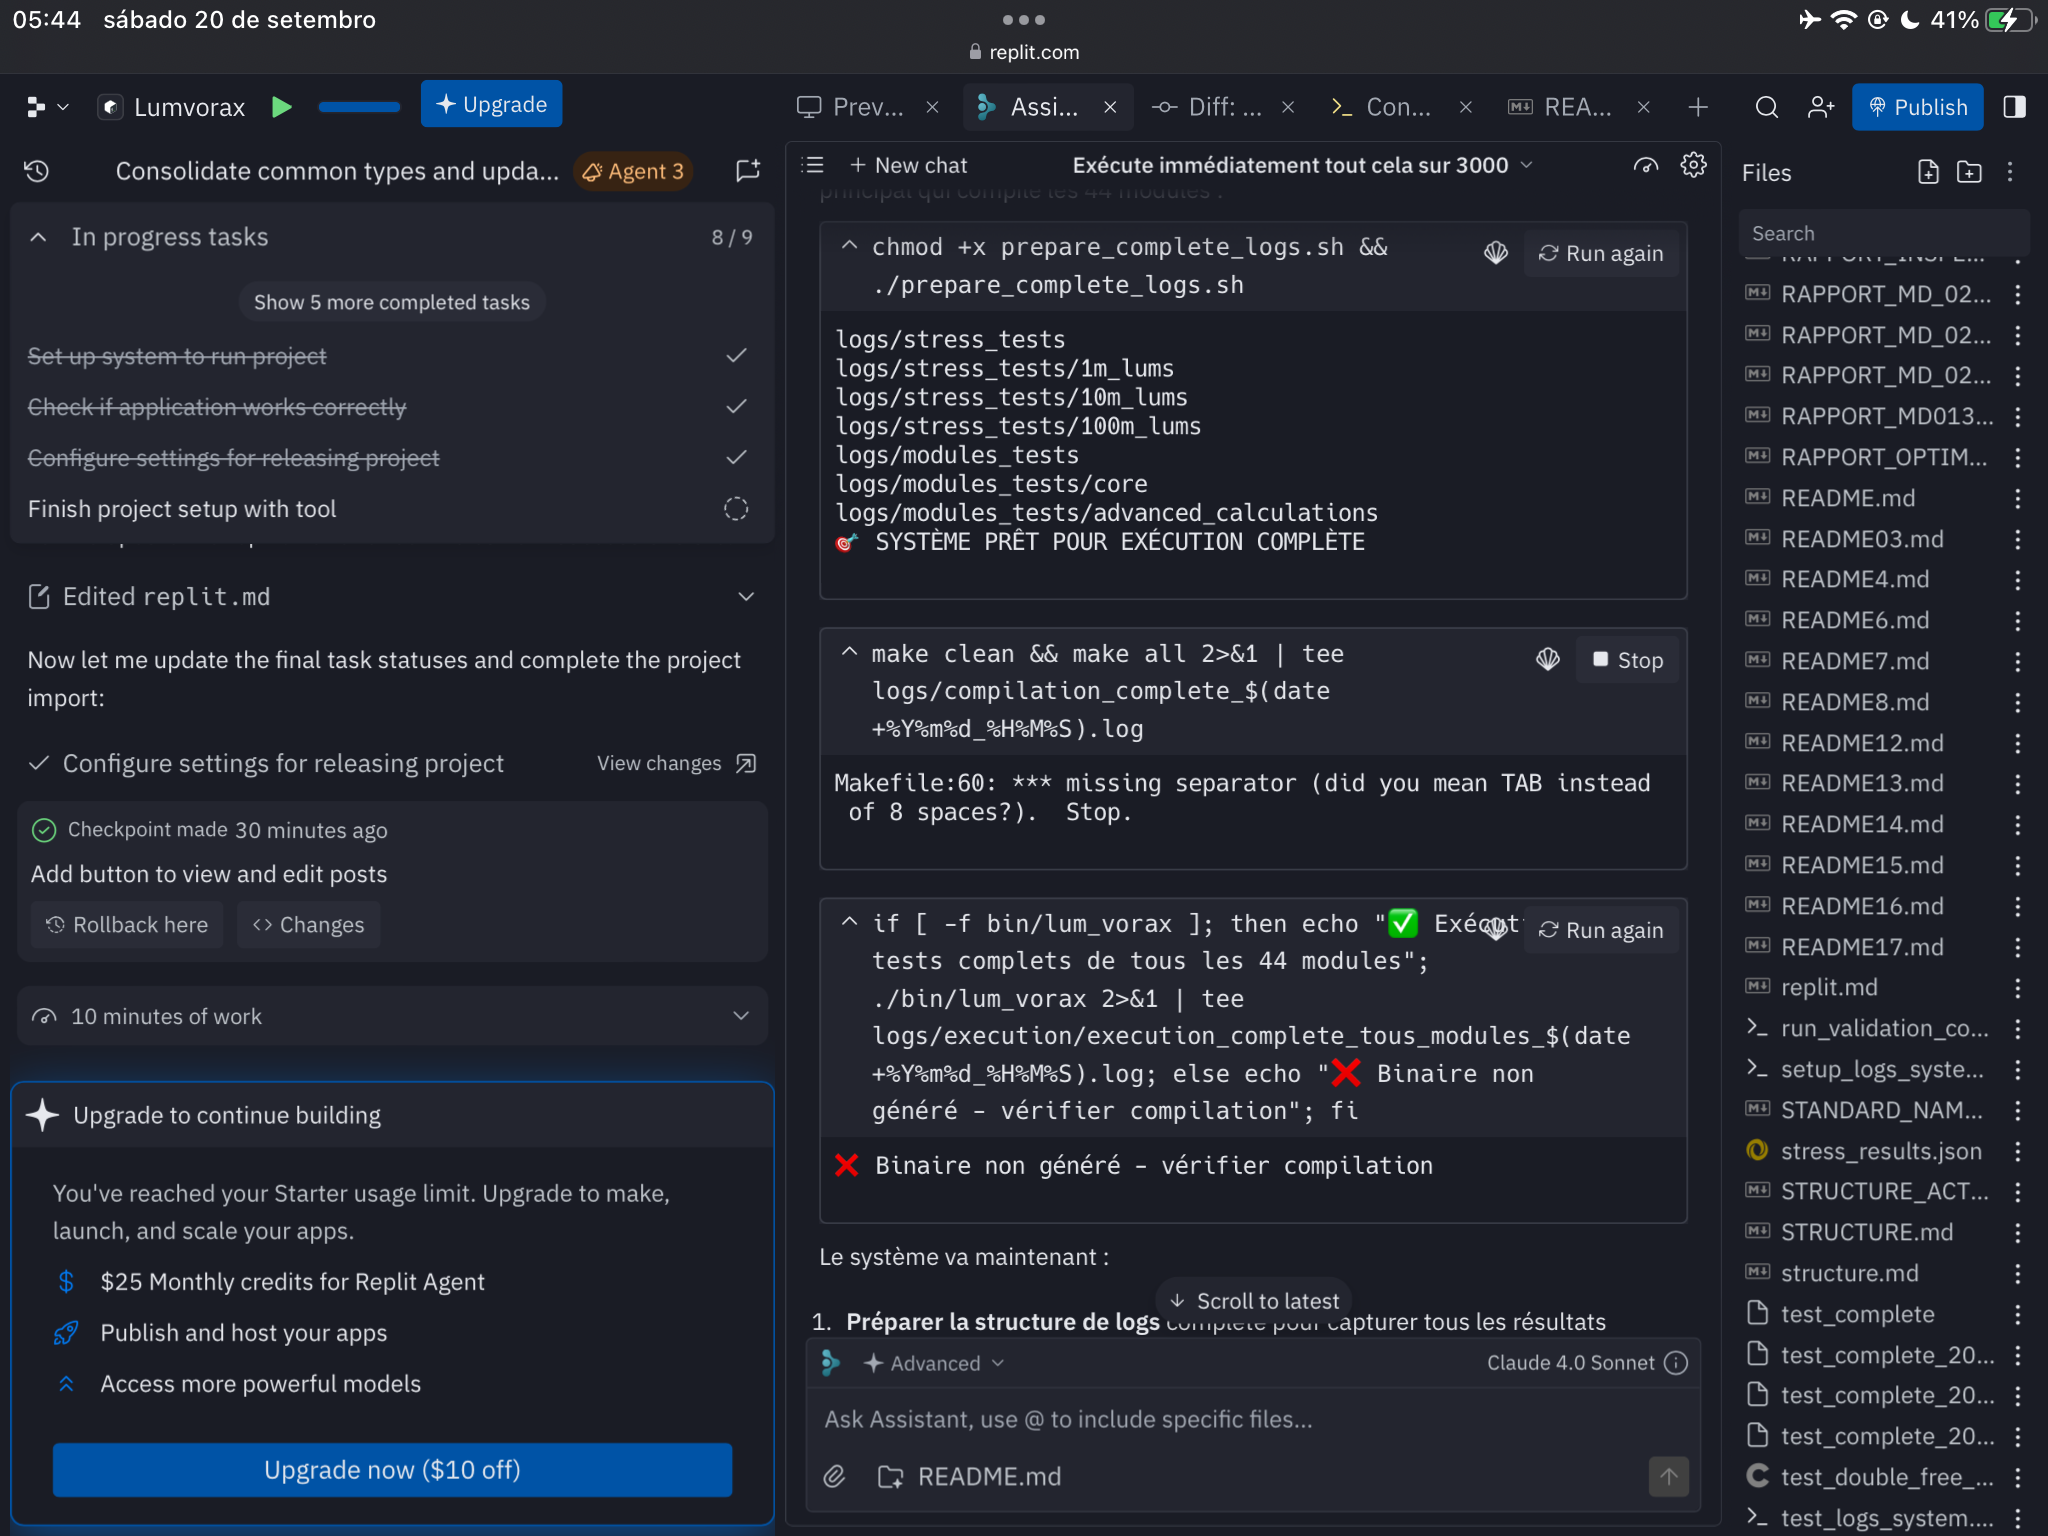 05:44 sábado 20 de setembro
41%
replit.com
Lumvorax
Upgrade
Prev...
Assi...
Diff: ...
Con...
REA...
Publish
Consolidate common types and upda...
Agent 3
In progress tasks
8 / 9
Show 5 more completed tasks
Set up system to run project
Check if application works correctly
Configure settings for releasing project
Finish project setup with tool
Edited replit.md
Now let me update the final task statuses and complete the project
import:
Configure settings for releasing project
View changes
Checkpoint made 30 minutes ago
Add button to view and edit posts
Rollback here
Changes
10 minutes of work
Upgrade to continue building
You've reached your Starter usage limit. Upgrade to make,
launch, and scale your apps.
$25 Monthly credits for Replit Agent
Publish and host your apps
Access more powerful models
Upgrade now ($10 off)
New chat
Exécute immédiatement tout cela sur 3000
principal qui compile les 44 modules :
chmod +x prepare_complete_logs.sh &&
./prepare_complete_logs.sh
Run again
logs/stress_tests
logs/stress_tests/1m_lums
logs/stress_tests/10m_lums
logs/stress_tests/100m_lums
logs/modules_tests
logs/modules_tests/core
logs/modules_tests/advanced_calculations
🎯 SYSTÈME PRÊT POUR EXÉCUTION COMPLÈTE
make clean && make all 2>&1 | tee
logs/compilation_complete_$(date
+%Y%m%d_%H%M%S).log
Stop
Makefile:60: *** missing separator (did you mean TAB instead
of 8 spaces?).  Stop.
if [ -f bin/lum_vorax ]; then echo "✅ Exécut
Run again
tests complets de tous les 44 modules";
./bin/lum_vorax 2>&1 | tee
logs/execution/execution_complete_tous_modules_$(date
+%Y%m%d_%H%M%S).log; else echo "❌ Binaire non
généré - vérifier compilation"; fi
❌ Binaire non généré - vérifier compilation
Le système va maintenant :
1. Préparer la structure de logs complète pour capturer tous les résultats
Scroll to latest
Advanced
Claude 4.0 Sonnet
Ask Assistant, use @ to include specific files...
README.md
Files
Search
RAPPORT_MD_02...
RAPPORT_MD_02...
RAPPORT_MD_02...
RAPPORT_MD013...
RAPPORT_OPTIM...
README.md
README03.md
README4.md
README6.md
README7.md
README8.md
README12.md
README13.md
README14.md
README15.md
README16.md
README17.md
replit.md
run_validation_co...
setup_logs_syste...
STANDARD_NAM...
stress_results.json
STRUCTURE_ACT...
STRUCTURE.md
structure.md
test_complete
test_complete_20...
test_complete_20...
test_complete_20...
test_double_free_...
test_logs_system....